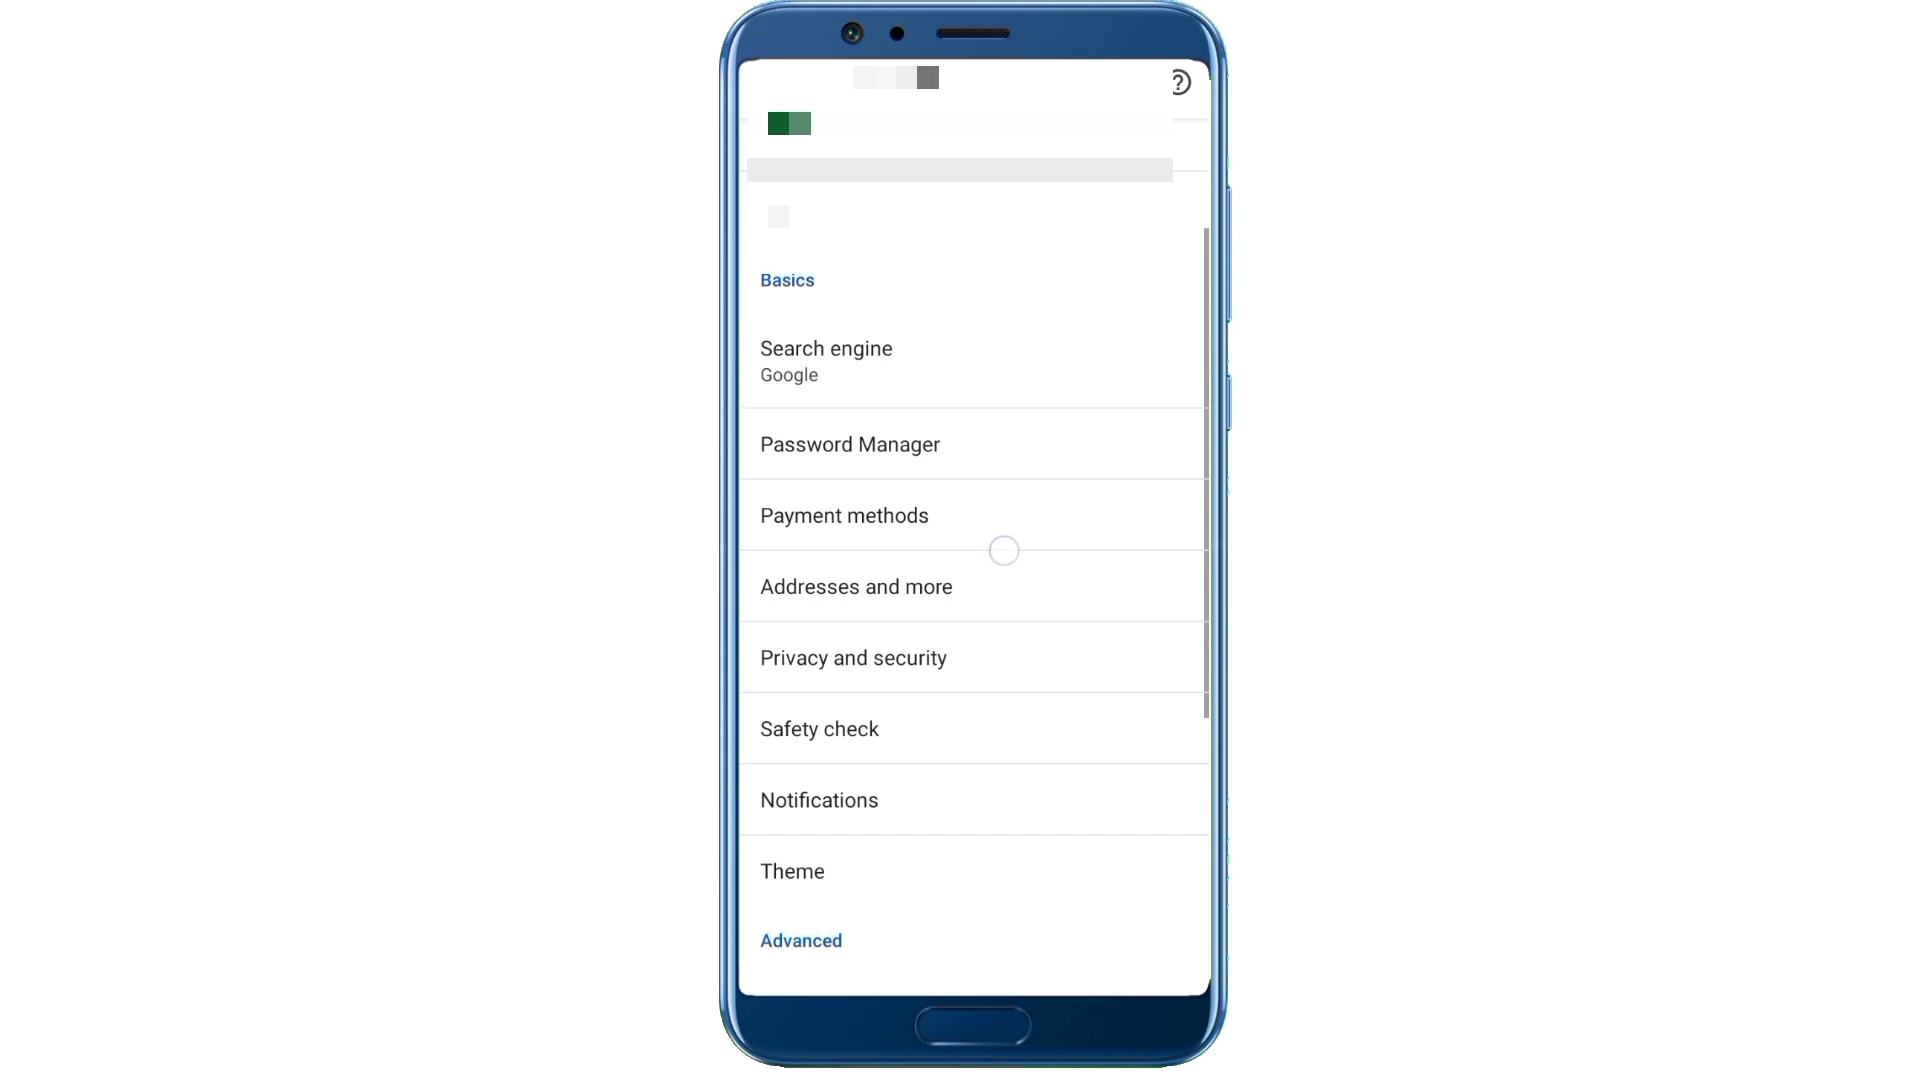 Basics
Search engine
Google
Password Manager
Payment methods
Addresses and more
Privacy and security
Safety check
Notifications
Theme
Advanced